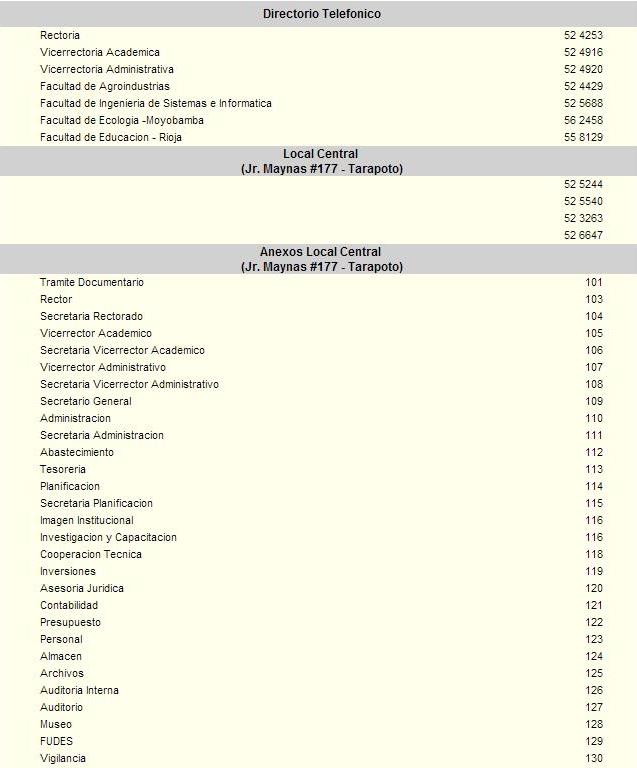 Directorio Telefonico
Rectoria 52 4253
Vicerrectoria Academica 52 4916
Vicerrectoria Administrativa 52 4920
Facultad de Agroindustrias 52 4429
Facultad de Ingenieria de Sistemas e Informatica 52 5688
Facultad de Ecologia -Moyobamba 56 2458
Facultad de Educacion - Rioja 55 8129
Local Central
(Jr. Maynas #177 - Tarapoto)
52 5244
52 5540
52 3263
52 6647
Anexos Local Central
(Jr. Maynas #177 - Tarapoto)
Tramite Documentario 101
Rector 103
Secretaria Rectorado 104
Vicerrector Academico 105
Secretaria Vicerrector Academico 106
Vicerrector Administrativo 107
Secretaria Vicerrector Administrativo 108
Secretario General 109
Administracion 110
Secretaria Administracion 111
Abastecimiento 112
Tesoreria 113
Planificacion 114
Secretaria Planificacion 115
Imagen Institucional 116
Investigacion y Capacitacion 116
Cooperacion Tecnica 118
Inversiones 119
Asesoria Juridica 120
Contabilidad 121
Presupuesto 122
Personal 123
Almacen 124
Archivos 125
Auditoria Interna 126
Auditorio 127
Museo 128
FUDES 129
Vigilancia 130